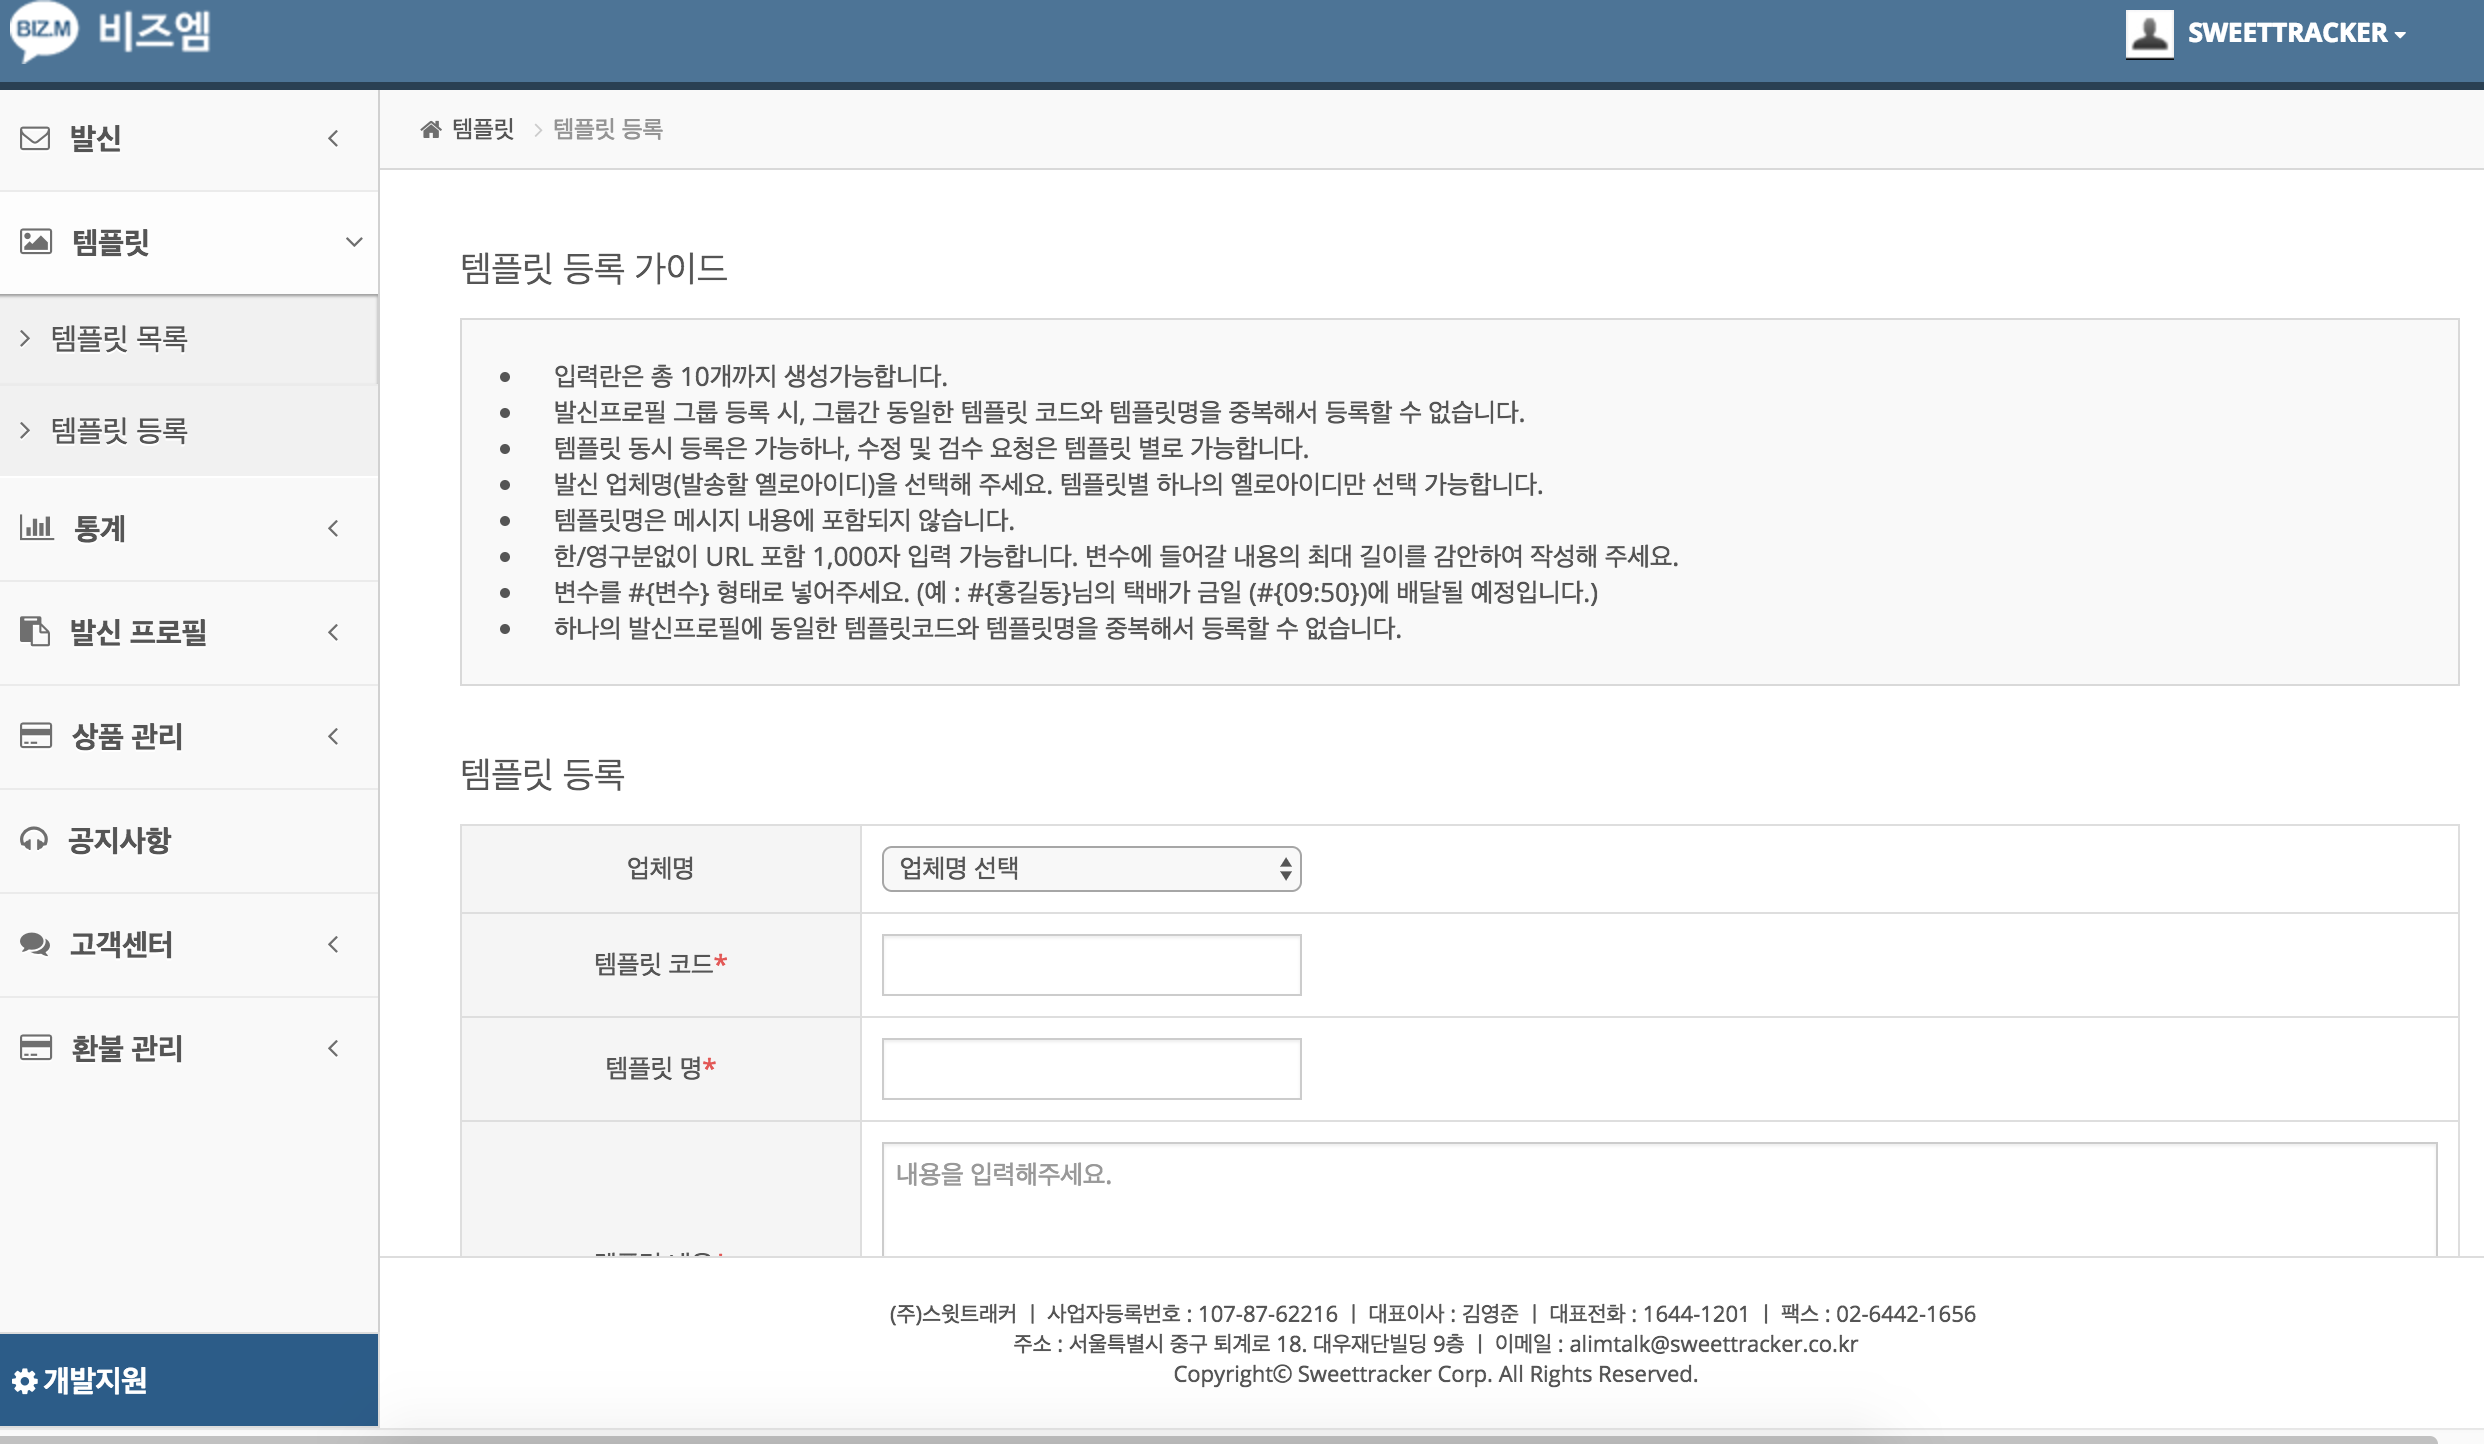 BIZ.M 비즈엠
SWEETTRACKER
발신
템플릿
템플릿 목록
템플릿 등록
통계
발신 프로필
상품 관리
공지사항
고객센터
환불 관리
개발지원
템플릿 > 템플릿 등록
템플릿 등록 가이드
● 입력란은 총 10개까지 생성가능합니다.
● 발신프로필 그룹 등록 시, 그룹간 동일한 템플릿 코드와 템플릿명을 중복해서 등록할 수 없습니다.
● 템플릿 동시 등록은 가능하나, 수정 및 검수 요청은 템플릿 별로 가능합니다.
● 발신 업체명(발송할 옐로아이디)을 선택해 주세요. 템플릿별 하나의 옐로아이디만 선택 가능합니다.
● 템플릿명은 메시지 내용에 포함되지 않습니다.
● 한/영구분없이 URL 포함 1,000자 입력 가능합니다. 변수에 들어갈 내용의 최대 길이를 감안하여 작성해 주세요.
● 변수를 #{변수} 형태로 넣어주세요. (예 : #{홍길동}님의 택배가 금일 (#{09:50})에 배달될 예정입니다.)
● 하나의 발신프로필에 동일한 템플릿코드와 템플릿명을 중복해서 등록할 수 없습니다.
템플릿 등록
업체명
업체명 선택
템플릿 코드*
템플릿 명*
내용을 입력해주세요.
(주)스윗트래커 | 사업자등록번호 : 107-87-62216 | 대표이사 : 김영준 | 대표전화 : 1644-1201 | 팩스 : 02-6442-1656
주소 : 서울특별시 중구 퇴계로 18. 대우재단빌딩 9층 | 이메일 : alimtalk@sweettracker.co.kr
Copyright© Sweettracker Corp. All Rights Reserved.